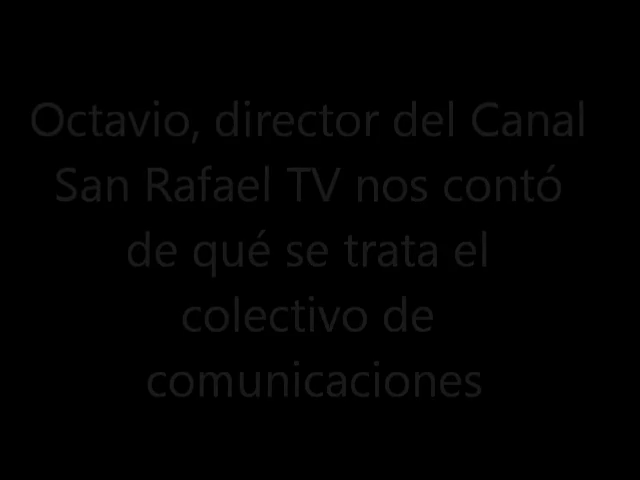 Octavio, director del Canal
San Rafael TV nos contó
de qué se trata el
colectivo de
comunicaciones